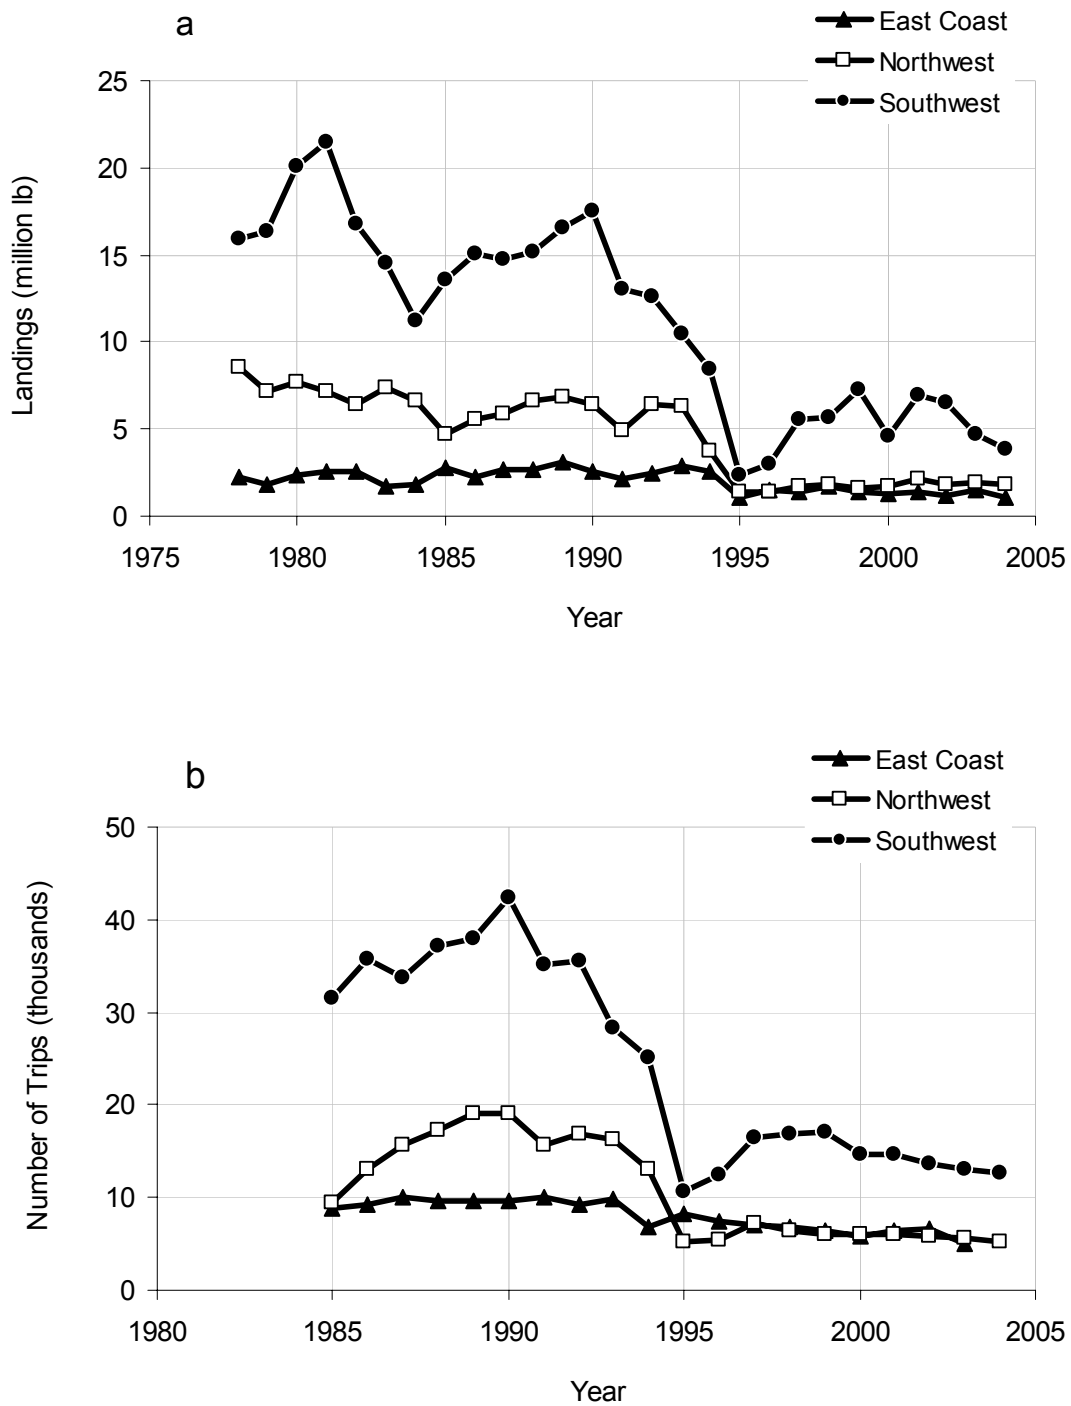 a
East Coast
Northwest
Southwest
25
20
15
10
5
0
Landings (million lb)
1975 1980 1985 1990 1995 2000 2005
Year
b
East Coast
Northwest
Southwest
50
40
30
20
10
0
Number of Trips (thousands)
1980 1985 1990 1995 2000 2005
Year